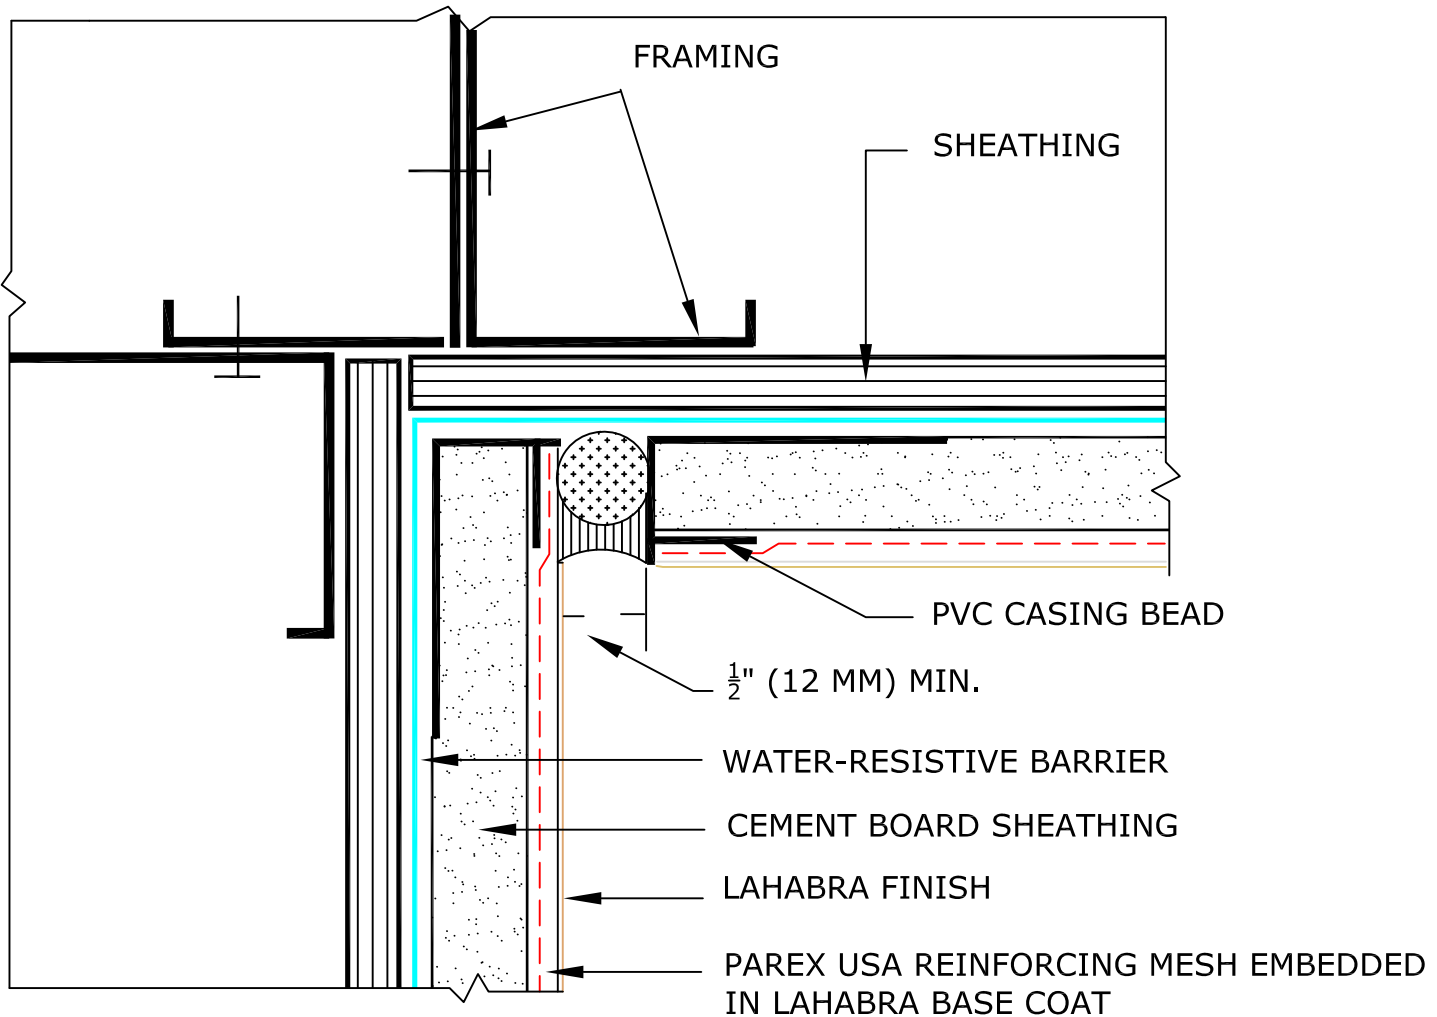 FRAMING
SHEATHING
PVC CASING BEAD
½" (12 MM) MIN.
WATER-RESISTIVE BARRIER
CEMENT BOARD SHEATHING
LAHABRA FINISH
PAREX USA REINFORCING MESH EMBEDDED
IN LAHABRA BASE COAT